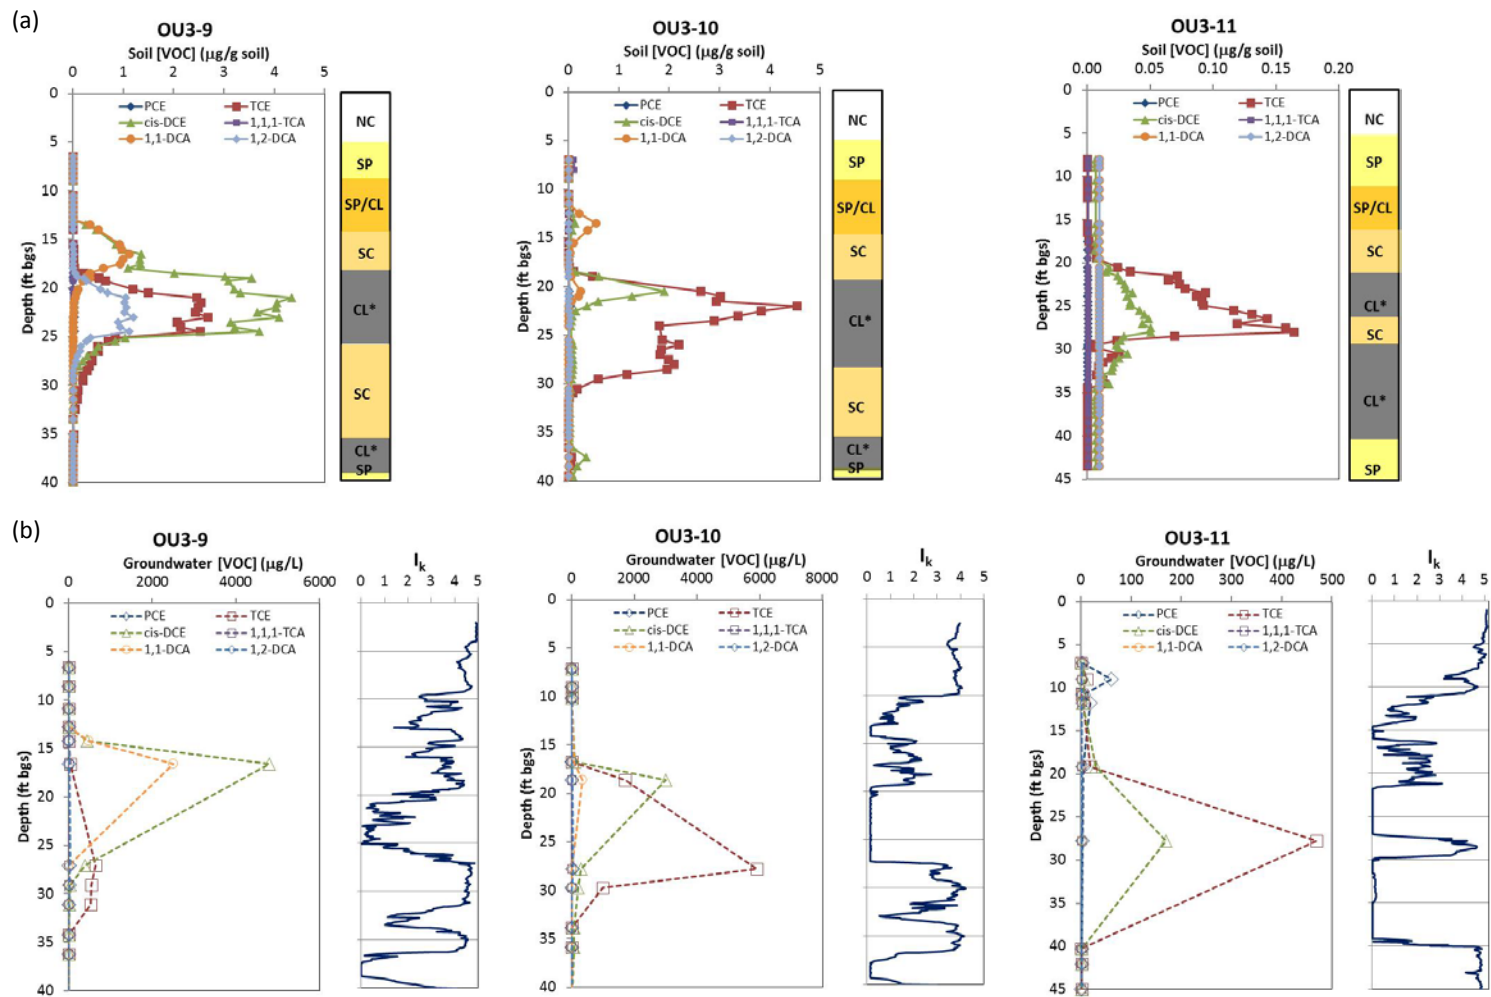 (a)
OU3-9
Soil [VOC] (µg/g soil)
0 1 2 3 4 5
PCE TCE
cis-DCE 1,1,1-TCA
1,1-DCA 1,2-DCA
Depth (ft bgs)
0
5
10
15
20
25
30
35
40
NC
SP
SP/CL
SC
CL*
SC
CL*
SP
OU3-10
Soil [VOC] (µg/g soil)
0 1 2 3 4 5
PCE TCE
cis-DCE 1,1,1-TCA
1,1-DCA 1,2-DCA
Depth (ft bgs)
0
5
10
15
20
25
30
35
40
NC
SP
SP/CL
SC
CL*
SC
CL*
SP
OU3-11
Soil [VOC] (µg/g soil)
0.00 0.05 0.10 0.15 0.20
PCE TCE
cis-DCE 1,1,1-TCA
1,1-DCA 1,2-DCA
Depth (ft bgs)
0
5
10
15
20
25
30
35
40
45
NC
SP
SP/CL
SC
CL*
SC
CL*
SP
(b)
OU3-9
Groundwater [VOC] (µg/L)
0 2000 4000 6000
PCE TCE
cis-DCE 1,1,1-TCA
1,1-DCA 1,2-DCA
Depth (ft bgs)
0
5
10
15
20
25
30
35
40
Ik
0 1 2 3 4 5
OU3-10
Groundwater [VOC] (µg/L)
0 2000 4000 6000 8000
PCE TCE
cis-DCE 1,1,1-TCA
1,1-DCA 1,2-DCA
Depth (ft bgs)
0
5
10
15
20
25
30
35
40
Ik
0 1 2 3 4 5
OU3-11
Groundwater [VOC] (µg/L)
0 100 200 300 400 500
PCE TCE
cis-DCE 1,1,1-TCA
1,1-DCA 1,2-DCA
Depth (ft bgs)
0
5
10
15
20
25
30
35
40
45
Ik
0 1 2 3 4 5